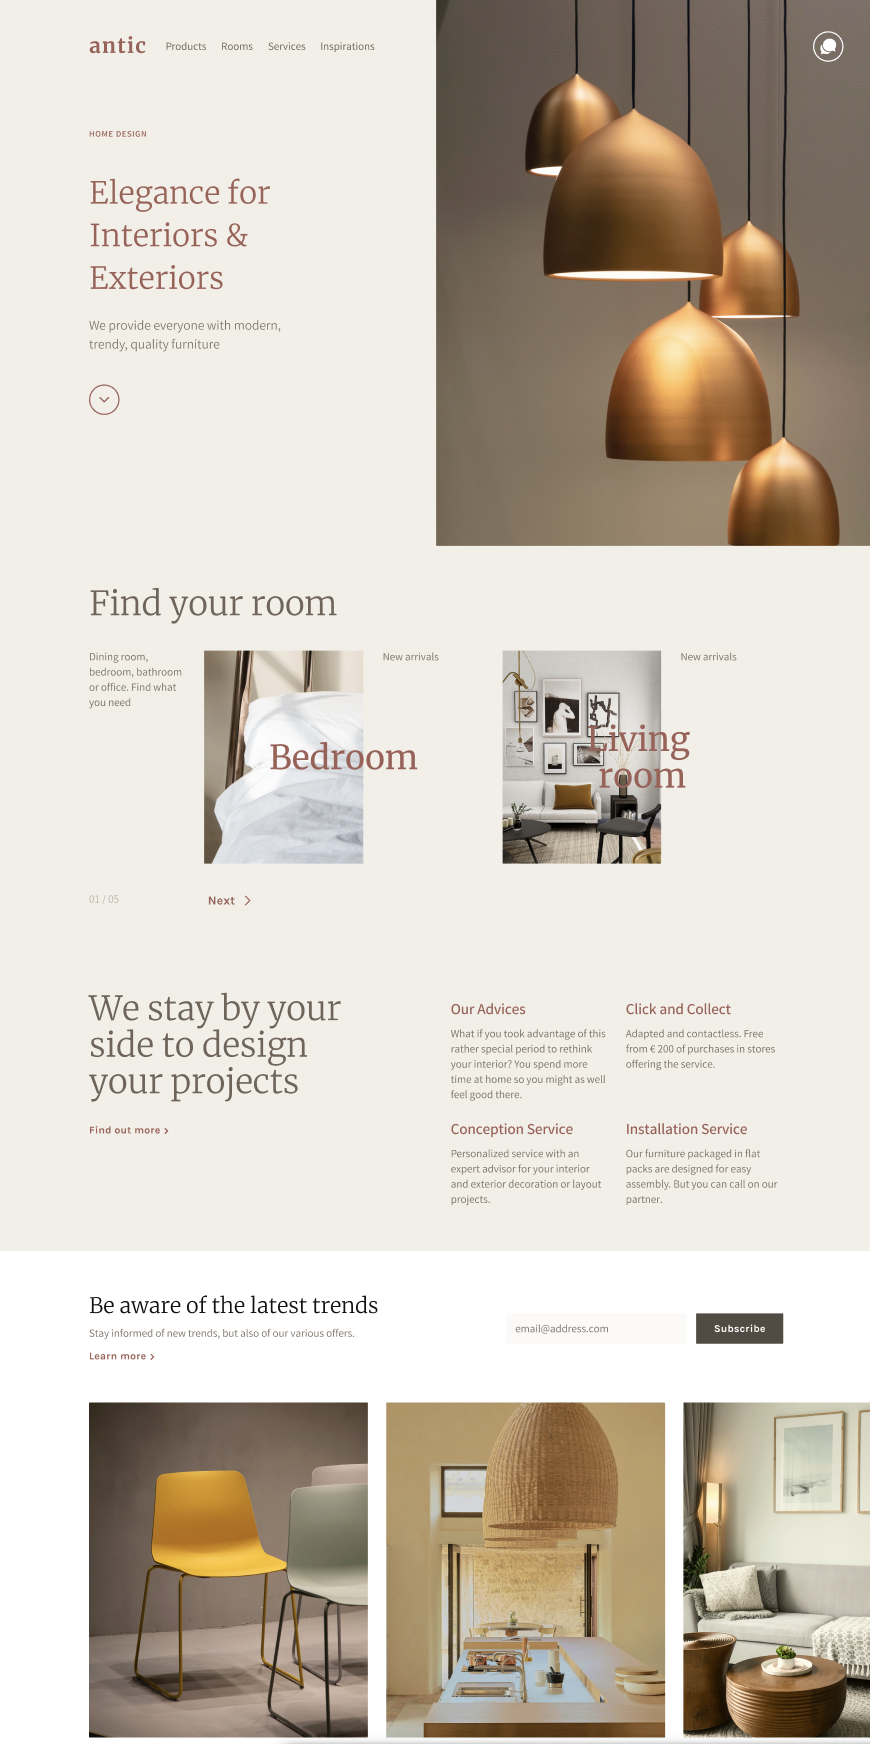 antic
Products
Rooms
Services
Inspirations
HOME DESIGN
Elegance for
Interiors &
Exteriors
We provide everyone with modern,
trendy, quality furniture
Find your room
Dining room,
bedroom, bathroom
or office. Find what
you need
New arrivals
Bedroom
New arrivals
Living
room
01 / 05
Next
We stay by your
side to design
your projects
Find out more
Our Advices
What if you took advantage of this
rather special period to rethink
your interior? You spend more
time at home so you might as well
feel good there.
Click and Collect
Adapted and contactless. Free
from € 200 of purchases in stores
offering the service.
Conception Service
Personalized service with an
expert advisor for your interior
and exterior decoration or layout
projects.
Installation Service
Our furniture packaged in flat
packs are designed for easy
assembly. But you can call on our
partner.
Be aware of the latest trends
Stay informed of new trends, but also of our various offers.
Learn more
email@address.com
Subscribe